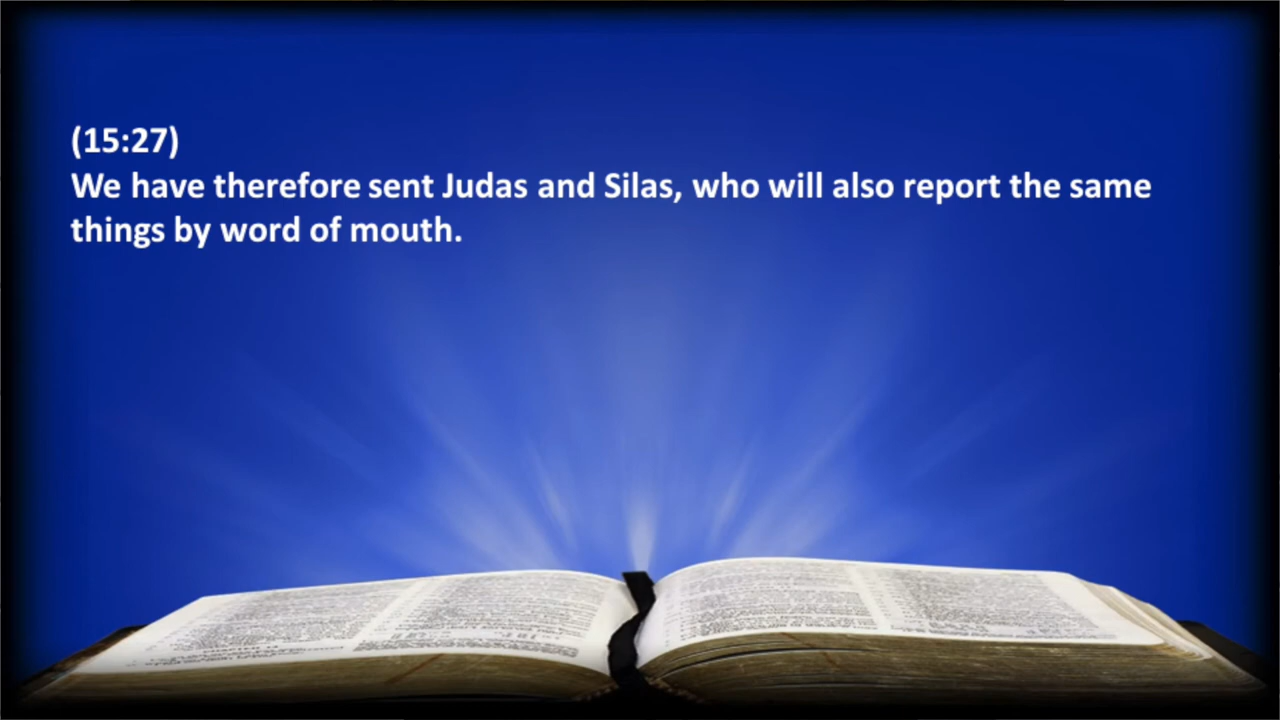 (15:27)
We have therefore sent Judas and Silas, who will also report the same
things by word of mouth.